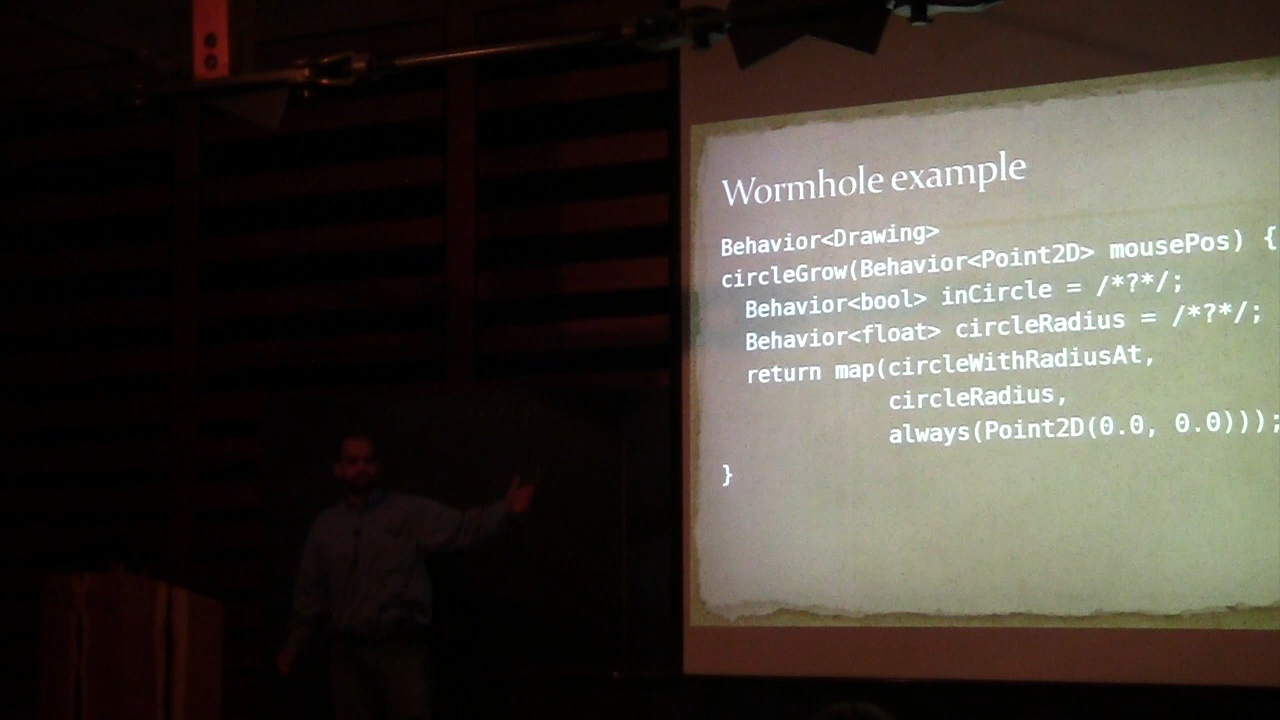 Wormhole example
Behavior<Drawing>
circleGrow(Behavior<Point2D> mousePos) {
  Behavior<bool> inCircle = /*?*/;
  Behavior<float> circleRadius = /*?*/;
  return map(circleWithRadiusAt,
            circleRadius,
            always(Point2D(0.0, 0.0)));
}